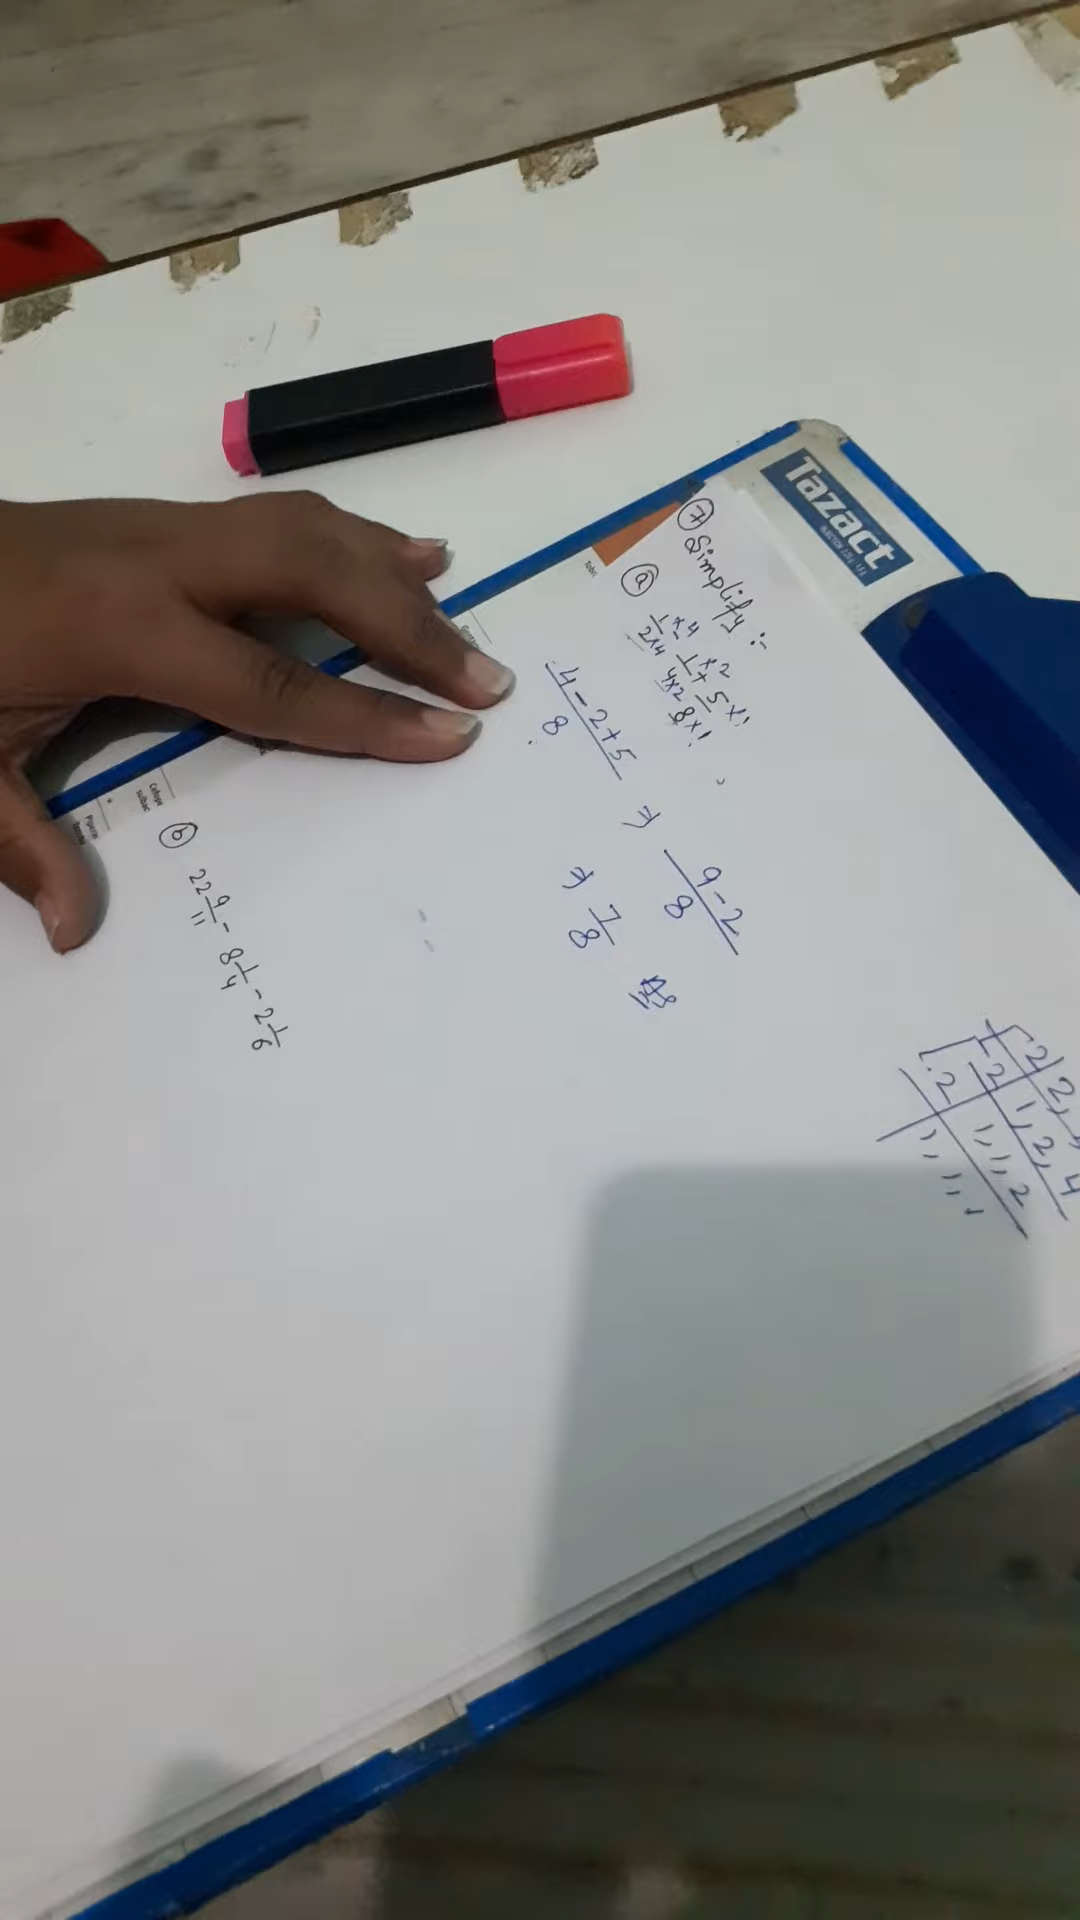 Tazact
⑦ Simplify :-
ⓐ 1×4/2×4 - 1×2/4×2 + 5×1/8×1
4-2+5/8
⇒ 9-2/8
⇒ 7/8 Ans
2 | 2,
2 | 1, 2, 4
2 | 1, 1, 2
1, 1, 1
ⓑ 22 9/11 - 8 1/4 - 2 1/6